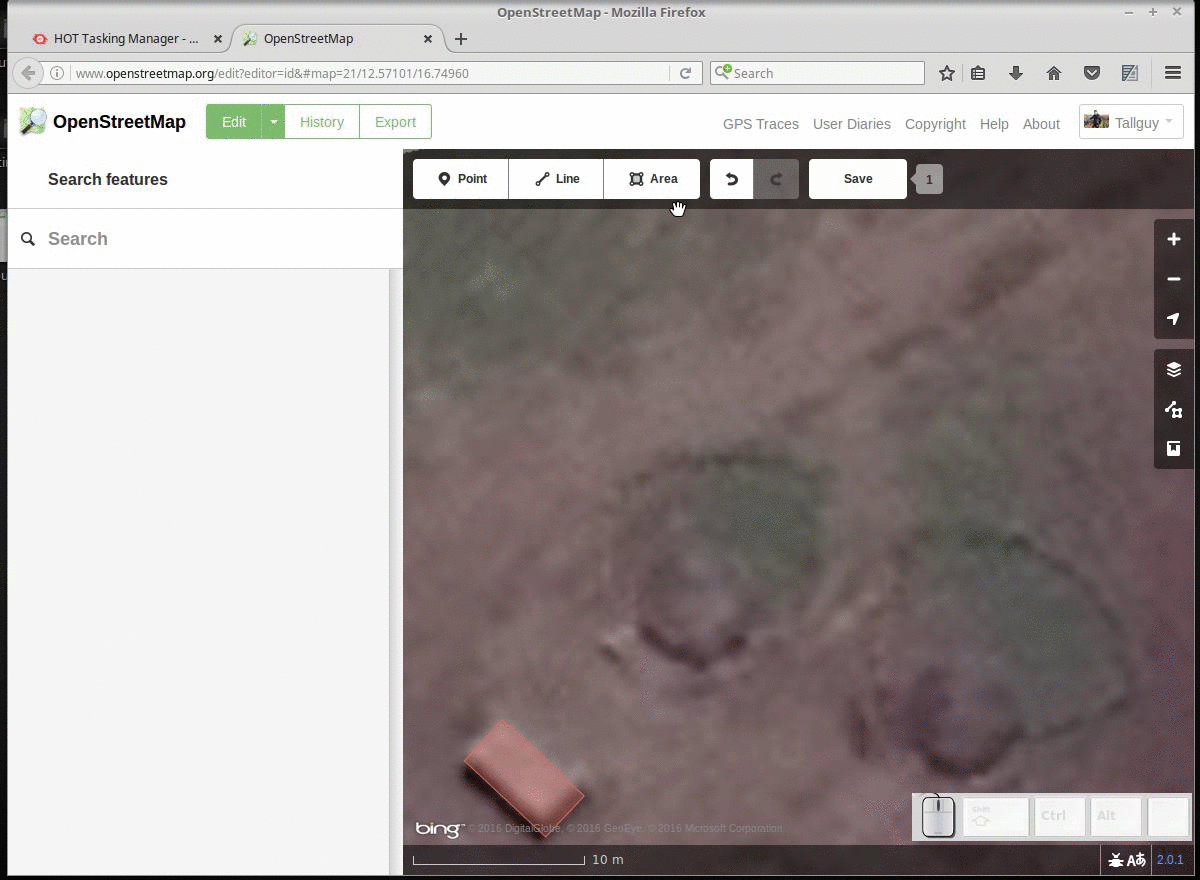 OpenStreetMap - Mozilla Firefox
HOT Tasking Manager - ...
OpenStreetMap
www.openstreetmap.org/edit?editor=id&#map=21/12.57101/16.74960
Search
OpenStreetMap
Edit
History
Export
GPS Traces
User Diaries
Copyright
Help
About
Tallguy
Search features
Point
Line
Area
Save
1
Search
Shift
Ctrl
Alt
bing
© 2016 DigitalGlobe, © 2016 GeoEye, © 2016 Microsoft Corporation
10 m
Aあ
2.0.1